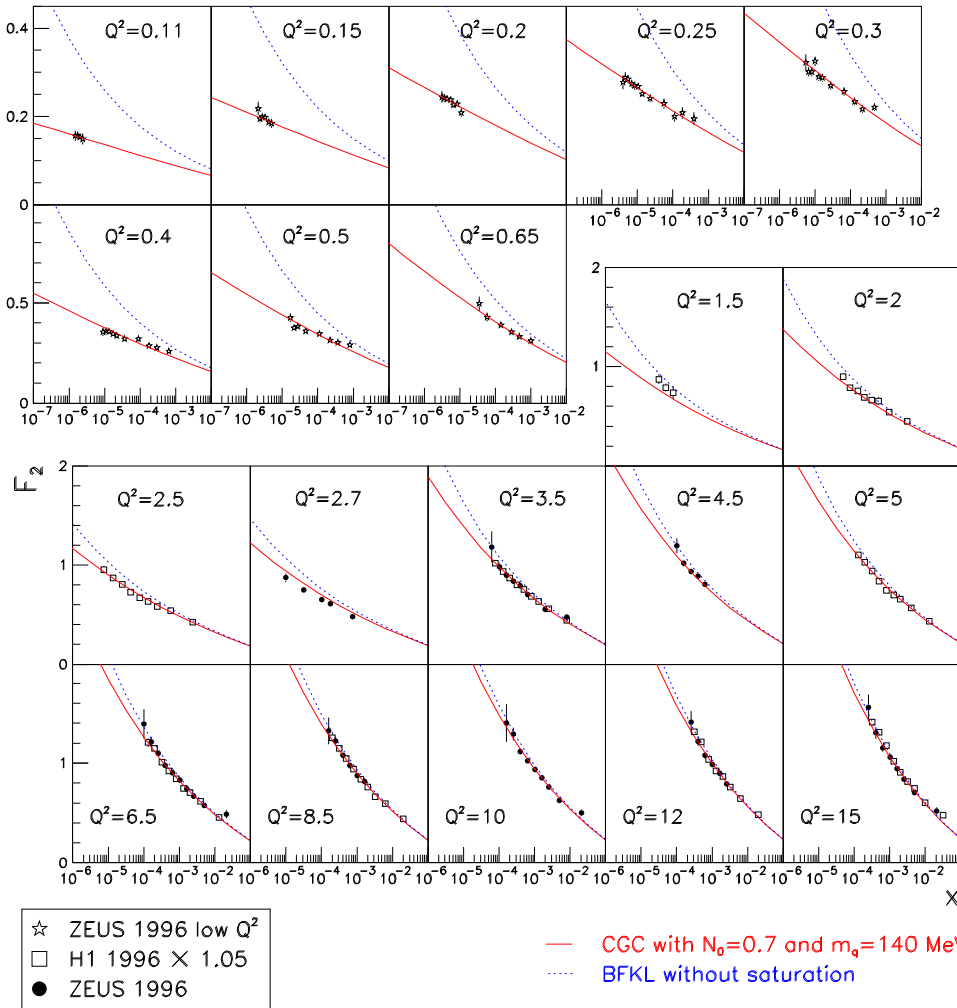 Q²=0.11 Q²=0.15 Q²=0.2 Q²=0.25 Q²=0.3
0.4
0.2
0
10⁻⁶ 10⁻⁵ 10⁻⁴ 10⁻³ 10⁻⁷ 10⁻⁶ 10⁻⁵ 10⁻⁴ 10⁻³ 10⁻²
Q²=0.4 Q²=0.5 Q²=0.65
0.5
0
10⁻⁷ 10⁻⁶ 10⁻⁵ 10⁻⁴ 10⁻³ 10⁻⁷ 10⁻⁶ 10⁻⁵ 10⁻⁴ 10⁻³ 10⁻⁷ 10⁻⁶ 10⁻⁵ 10⁻⁴ 10⁻³ 10⁻²
2
Q²=1.5 Q²=2
1
F₂
2
Q²=2.5 Q²=2.7 Q²=3.5 Q²=4.5 Q²=5
1
0
1
Q²=6.5 Q²=8.5 Q²=10 Q²=12 Q²=15
0
10⁻⁶ 10⁻⁵ 10⁻⁴ 10⁻³ 10⁻² 10⁻⁶ 10⁻⁵ 10⁻⁴ 10⁻³ 10⁻² 10⁻⁶ 10⁻⁵ 10⁻⁴ 10⁻³ 10⁻² 10⁻⁶ 10⁻⁵ 10⁻⁴ 10⁻³ 10⁻² 10⁻⁶ 10⁻⁵ 10⁻⁴ 10⁻³ 10⁻²
x
ZEUS 1996 low Q²
H1 1996 × 1.05
ZEUS 1996
CGC with N₀=0.7 and m_q=140 MeV
BFKL without saturation